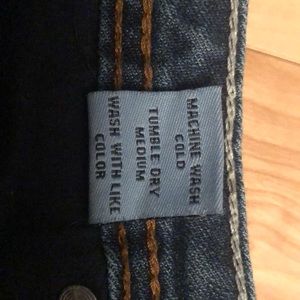 MACHINE WASH
COLD
TUMBLE DRY
MEDIUM
WASH WITH LIKE
COLOR